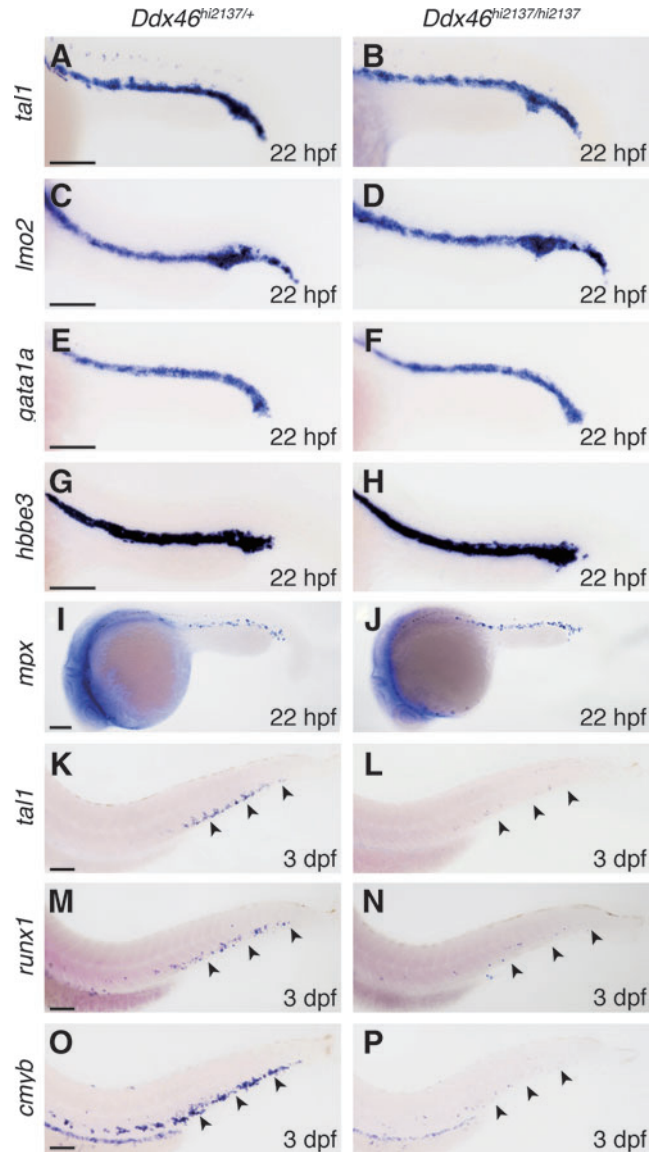 Ddx46hi2137/+ Ddx46hi2137/hi2137
tal1 A 22 hpf B 22 hpf
lmo2 C 22 hpf D 22 hpf
gata1a E 22 hpf F 22 hpf
hbbe3 G 22 hpf H 22 hpf
mpx I 22 hpf J 22 hpf
tal1 K 3 dpf L 3 dpf
runx1 M 3 dpf N 3 dpf
cmyb O 3 dpf P 3 dpf